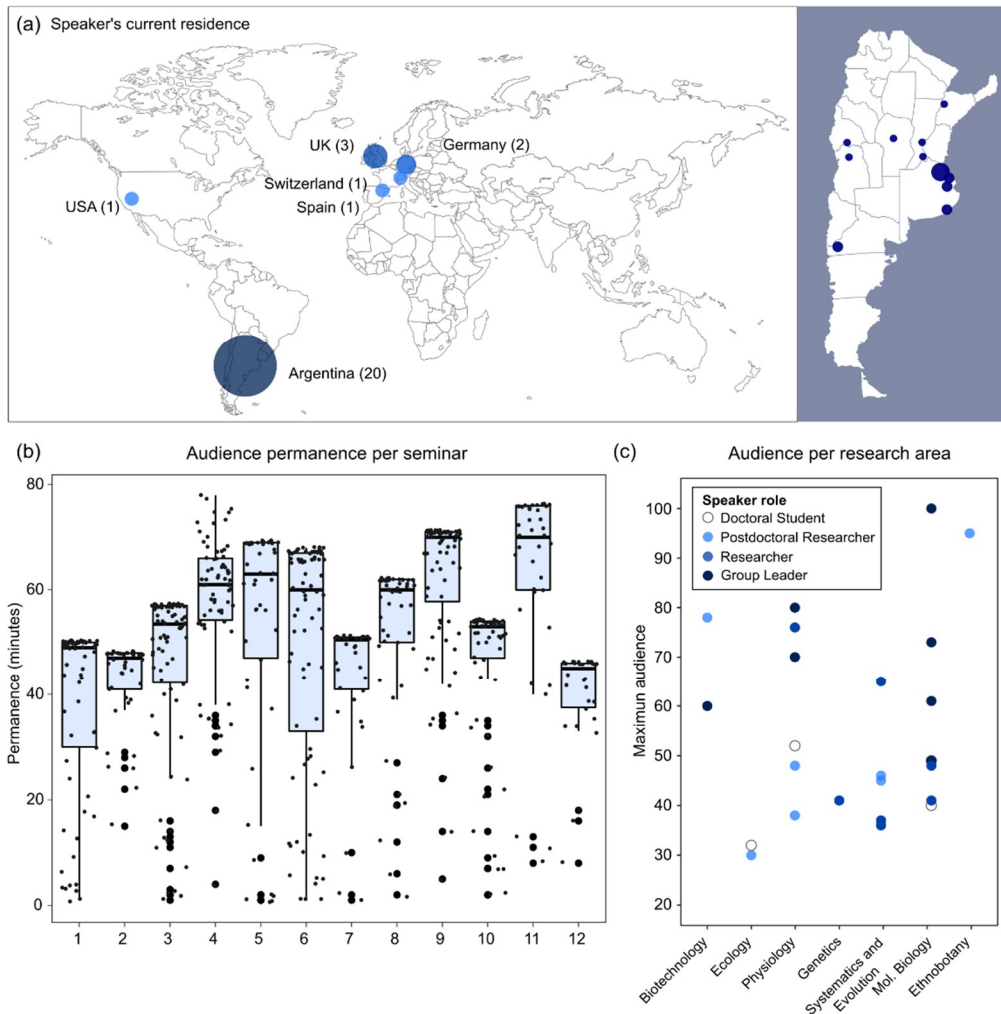 (a) Speaker's current residence
UK (3)
Germany (2)
Switzerland (1)
USA (1)
Spain (1)
Argentina (20)
(b) Audience permanence per seminar
Permanence (minutes)
80
60
40
20
0
1 2 3 4 5 6 7 8 9 10 11 12
(c) Audience per research area
Speaker role
Doctoral Student
Postdoctoral Researcher
Researcher
Group Leader
Maximun audience
100
90
80
70
60
50
40
30
20
Biotechnology
Ecology
Physiology
Genetics
Systematics and
Evolution
Mol. Biology
Ethnobotany